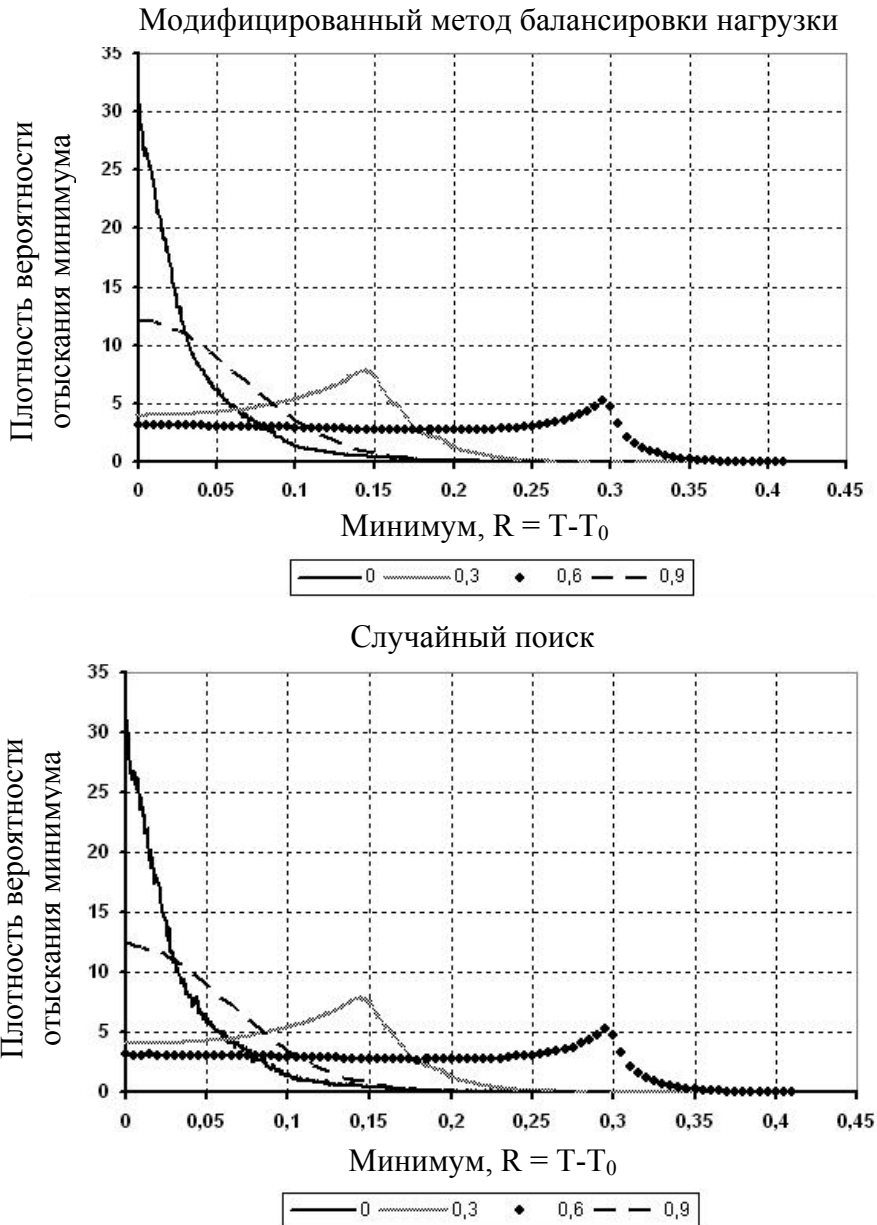 Модифицированный метод балансировки нагрузки
Плотность вероятности
отыскания минимума
35
30
25
20
15
10
5
0
0 0.05 0.1 0.15 0.2 0.25 0.3 0.35 0.4 0.45
Минимум, R = T-T₀
0 0,3 0,6 0,9
Случайный поиск
Плотность вероятности
отыскания минимума
35
30
25
20
15
10
5
0
0 0,05 0,1 0,15 0,2 0,25 0,3 0,35 0,4 0,45
Минимум, R = T-T₀
0 0,3 0,6 0,9